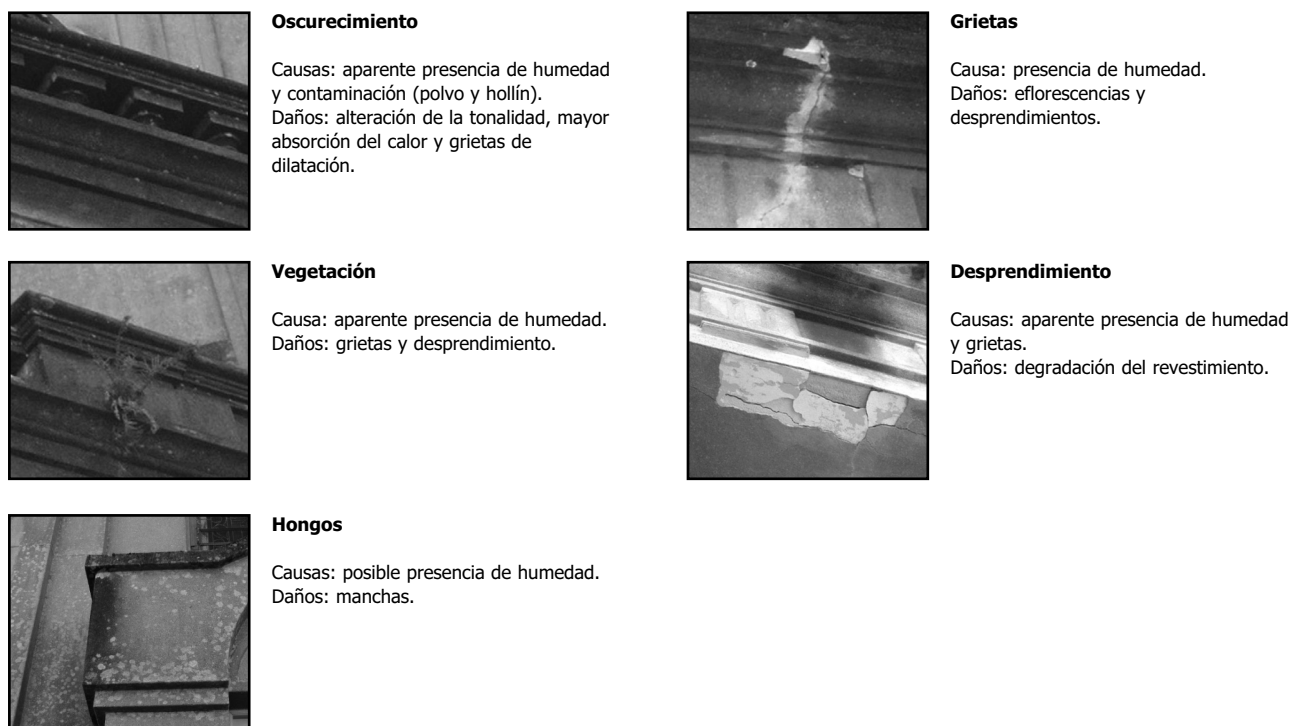 Oscurecimiento
Causas: aparente presencia de humedad
y contaminación (polvo y hollín).
Daños: alteración de la tonalidad, mayor
absorción del calor y grietas de
dilatación.
Grietas
Causa: presencia de humedad.
Daños: eflorescencias y
desprendimientos.
Vegetación
Causa: aparente presencia de humedad.
Daños: grietas y desprendimiento.
Desprendimiento
Causas: aparente presencia de humedad
y grietas.
Daños: degradación del revestimiento.
Hongos
Causas: posible presencia de humedad.
Daños: manchas.